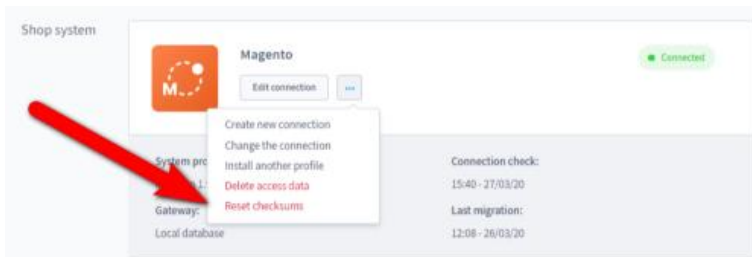 Shop system
Magento
Connected
M
Edit connection
...
Create new connection
Change the connection
Install another profile
Delete access data
Reset checksums
System pro
1.
Connection check:
15:40 - 27/03/20
Gateway:
Local database
Last migration:
12:08 - 26/03/20